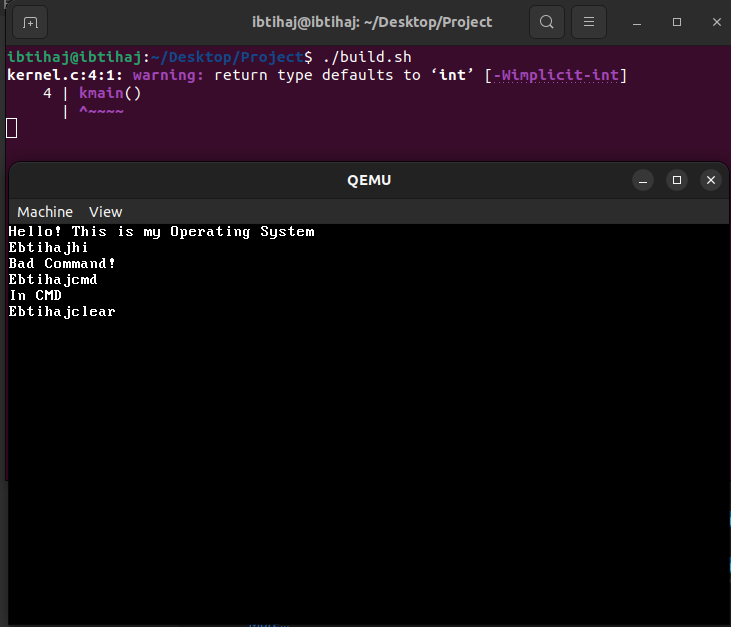 ibtihaj@ibtihaj: ~/Desktop/Project
ibtihaj@ibtihaj:~/Desktop/Project$ ./build.sh
kernel.c:4:1: warning: return type defaults to ‘int’ [-Wimplicit-int]
4 | kmain()
| ^~~~~
QEMU
Machine View
Hello! This is my Operating System
Ebtihajhi
Bad Command!
Ebtihajcmd
In CMD
Ebtihajclear